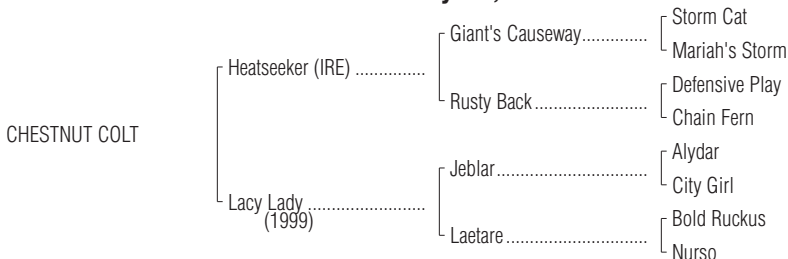 Storm Cat
Giant's Causeway..............
Mariah's Storm
Heatseeker (IRE) ...............
Defensive Play
Rusty Back........................
Chain Fern
CHESTNUT COLT
Alydar
Jeblar................................
City Girl
Lacy Lady .........................
(1999)
Bold Ruckus
Laetare..............................
Nurso